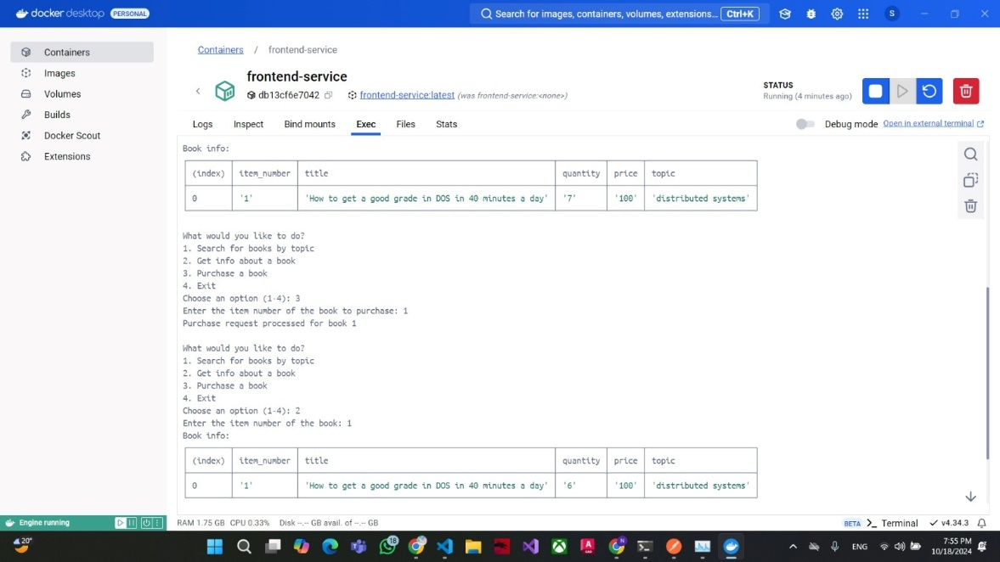 docker desktop PERSONAL Search for images, containers, volumes, extensions... Ctrl+K S
Containers
Images
Volumes
Builds
Docker Scout
Extensions
Containers / frontend-service
frontend-service
db13cf6e7042 frontend-service:latest (was frontend-service:<none>)
STATUS
Running (4 minutes ago)
Logs Inspect Bind mounts Exec Files Stats Debug mode Open in external terminal
Book info:
(index) item_number title quantity price topic
0 '1' 'How to get a good grade in DOS in 40 minutes a day' '7' '100' 'distributed systems'
What would you like to do?
1. Search for books by topic
2. Get info about a book
3. Purchase a book
4. Exit
Choose an option (1-4): 3
Enter the item number of the book to purchase: 1
Purchase request processed for book 1
What would you like to do?
1. Search for books by topic
2. Get info about a book
3. Purchase a book
4. Exit
Choose an option (1-4): 2
Enter the item number of the book: 1
Book info:
(index) item_number title quantity price topic
0 '1' 'How to get a good grade in DOS in 40 minutes a day' '6' '100' 'distributed systems'
Engine running RAM 1.75 GB CPU 0.33% Disk --.-- GB avail. of --.-- GB BETA Terminal v4.34.3
20° 18 N ENG 7:55 PM
10/18/2024